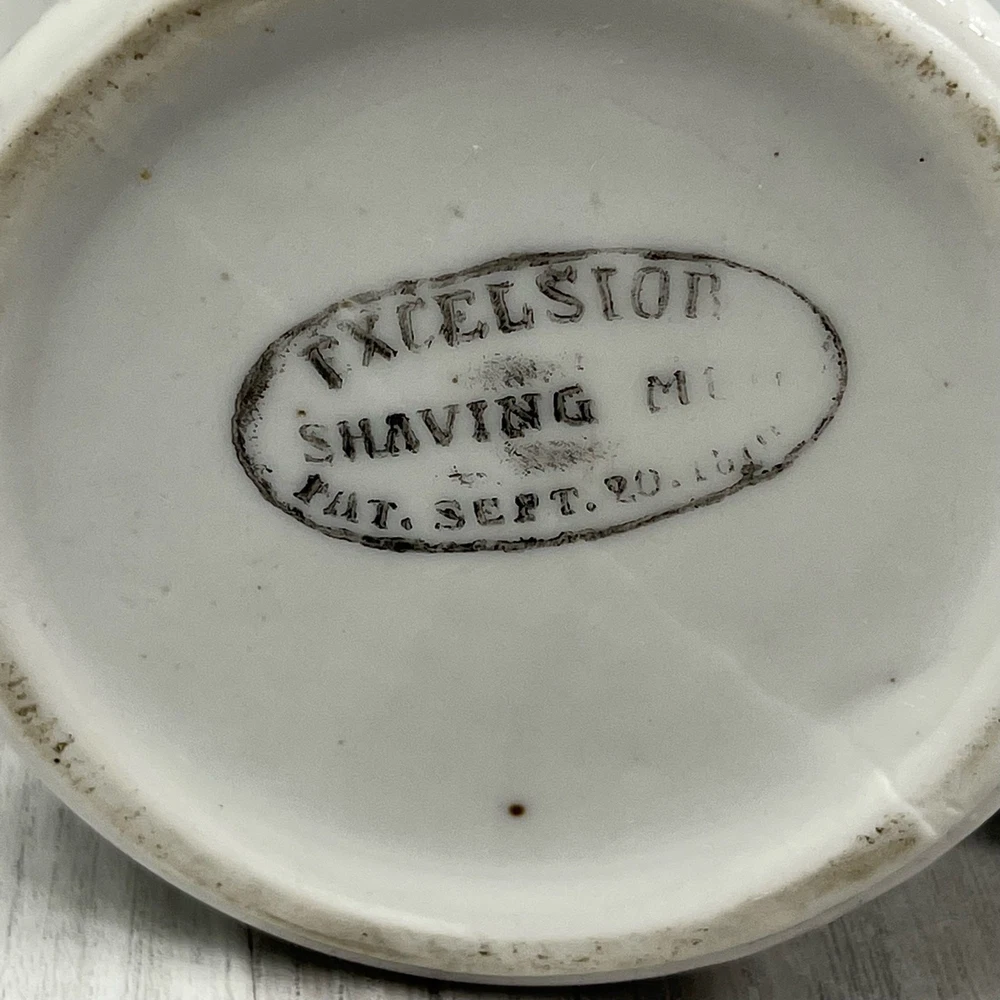 EXCELSIOR
SHAVING
PAT. SEPT. 20.